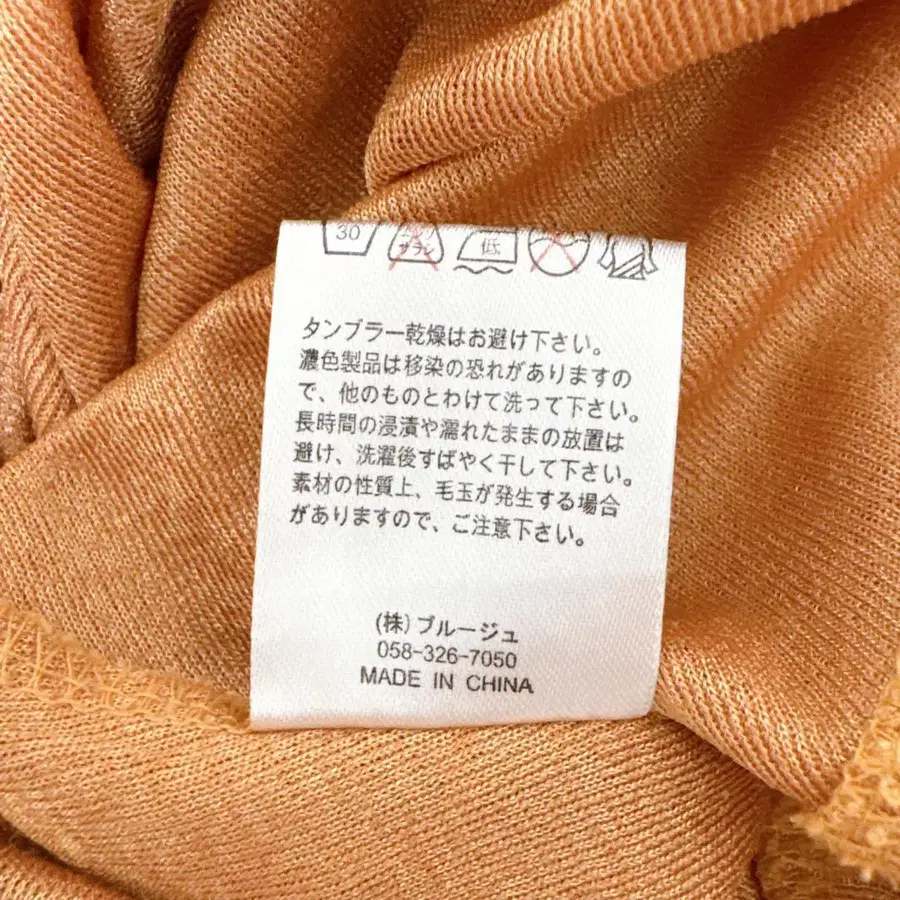 30 サラシ 低
タンブラー乾燥はお避け下さい。
濃色製品は移染の恐れがありますの
で、他のものとわけて洗って下さい。
長時間の浸漬や濡れたままの放置は
避け、洗濯後すばやく干して下さい。
素材の性質上、毛玉が発生する場合
がありますので、ご注意下さい。
(株)ブルージュ
058-326-7050
MADE IN CHINA